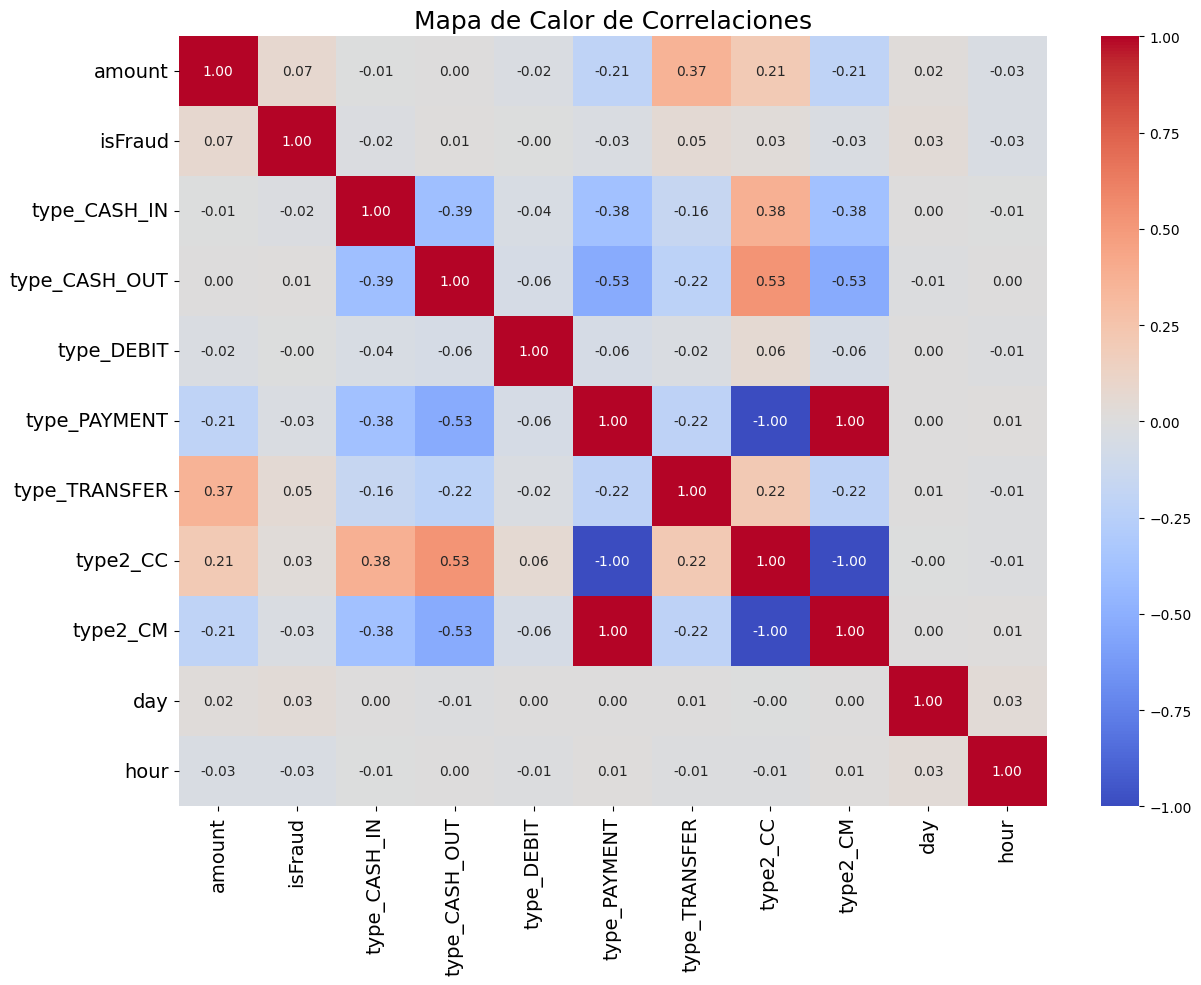 Mapa de Calor de Correlaciones
amount 1.00 0.07 -0.01 0.00 -0.02 -0.21 0.37 0.21 -0.21 0.02 -0.03
isFraud 0.07 1.00 -0.02 0.01 -0.00 -0.03 0.05 0.03 -0.03 0.03 -0.03
type_CASH_IN -0.01 -0.02 1.00 -0.39 -0.04 -0.38 -0.16 0.38 -0.38 0.00 -0.01
type_CASH_OUT 0.00 0.01 -0.39 1.00 -0.06 -0.53 -0.22 0.53 -0.53 -0.01 0.00
type_DEBIT -0.02 -0.00 -0.04 -0.06 1.00 -0.06 -0.02 0.06 -0.06 0.00 -0.01
type_PAYMENT -0.21 -0.03 -0.38 -0.53 -0.06 1.00 -0.22 -1.00 1.00 0.00 0.01
type_TRANSFER 0.37 0.05 -0.16 -0.22 -0.02 -0.22 1.00 0.22 -0.22 0.01 -0.01
type2_CC 0.21 0.03 0.38 0.53 0.06 -1.00 0.22 1.00 -1.00 -0.00 -0.01
type2_CM -0.21 -0.03 -0.38 -0.53 -0.06 1.00 -0.22 -1.00 1.00 0.00 0.01
day 0.02 0.03 0.00 -0.01 0.00 0.00 0.01 -0.00 0.00 1.00 0.03
hour -0.03 -0.03 -0.01 0.00 -0.01 0.01 -0.01 -0.01 0.01 0.03 1.00
amount isFraud type_CASH_IN type_CASH_OUT type_DEBIT type_PAYMENT type_TRANSFER type2_CC type2_CM day hour
1.00
0.75
0.50
0.25
0.00
−0.25
−0.50
−0.75
−1.00